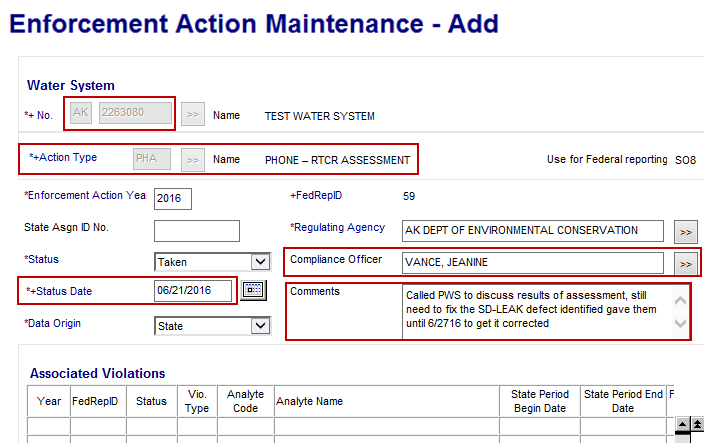 Enforcement Action Maintenance - Add
Water System
*+ No. AK 2263080 >> Name TEST WATER SYSTEM
*+Action Type PHA >> Name PHONE – RTCR ASSESSMENT Use for Federal reporting SO8
*Enforcement Action Yea 2016 +FedRepID 59
State Asgn ID No. *Regulating Agency AK DEPT OF ENVIRONMENTAL CONSERVATION >>
*Status Taken Compliance Officer VANCE, JEANINE >>
*+Status Date 06/21/2016 Comments Called PWS to discuss results of assessment, still
need to fix the SD-LEAK defect identified gave them
*Data Origin State until 6/2716 to get it corrected
Associated Violations
Year FedRepID Status Vio. Type Analyte Code Analyte Name State Period Begin Date State Period End Date F